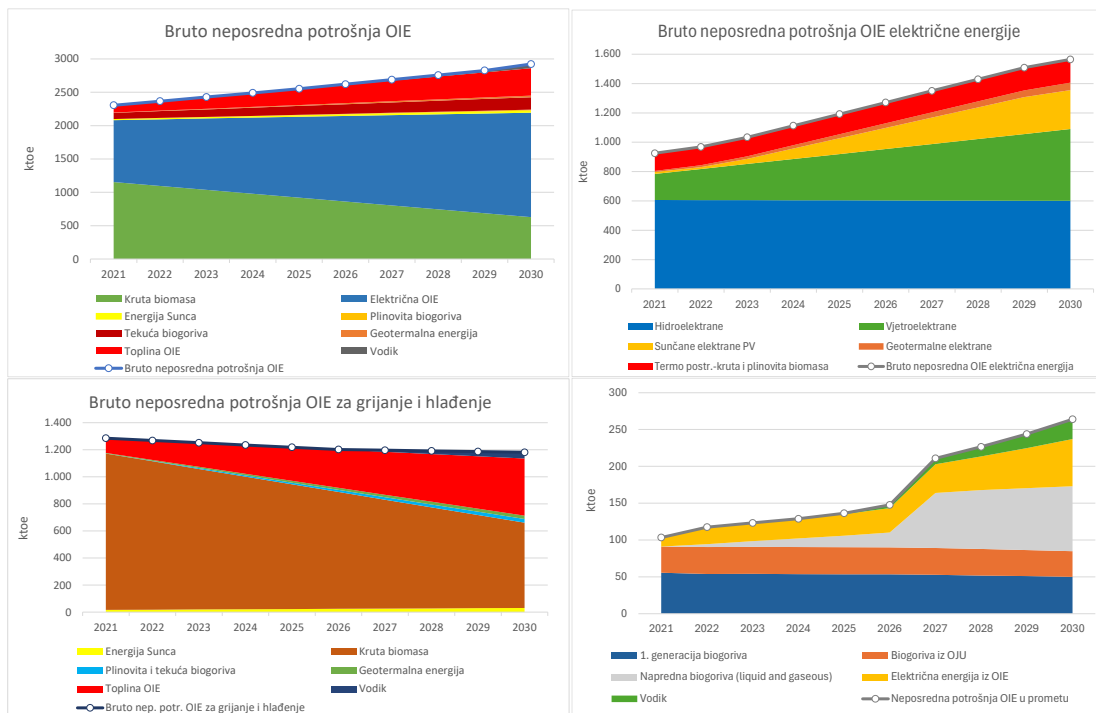 Bruto neposredna potrošnja OIE
3000
2500
2000
1500
1000
500
0
ktoe
2021 2022 2023 2024 2025 2026 2027 2028 2029 2030
Kruta biomasa Električna OIE
Energija Sunca Plinovita biogoriva
Tekuća biogoriva Geotermalna energija
Toplina OIE Vodik
Bruto neposredna potrošnja OIE
Bruto neposredna potrošnja OIE električne energije
1.600
1.400
1.200
1.000
800
600
400
200
0
ktoe
2021 2022 2023 2024 2025 2026 2027 2028 2029 2030
Hidroelektrane Vjetroelektrane
Sunčane elektrane PV Geotermalne elektrane
Termo postr.-kruta i plinovita biomasa Bruto neposredna OIE električna energija
Bruto neposredna potrošnja OIE za grijanje i hlađenje
1.400
1.200
1.000
800
600
400
200
0
ktoe
2021 2022 2023 2024 2025 2026 2027 2028 2029 2030
Energija Sunca Kruta biomasa
Plinovita i tekuća biogoriva Geotermalna energija
Toplina OIE Vodik
Bruto nep. potr. OIE za grijanje i hlađenje
300
250
200
150
100
50
0
ktoe
2021 2022 2023 2024 2025 2026 2027 2028 2029 2030
1. generacija biogoriva Biogoriva iz OJU
Napredna biogoriva (liquid and gaseous) Električna energija iz OIE
Vodik Neposredna potrošnja OIE u prometu